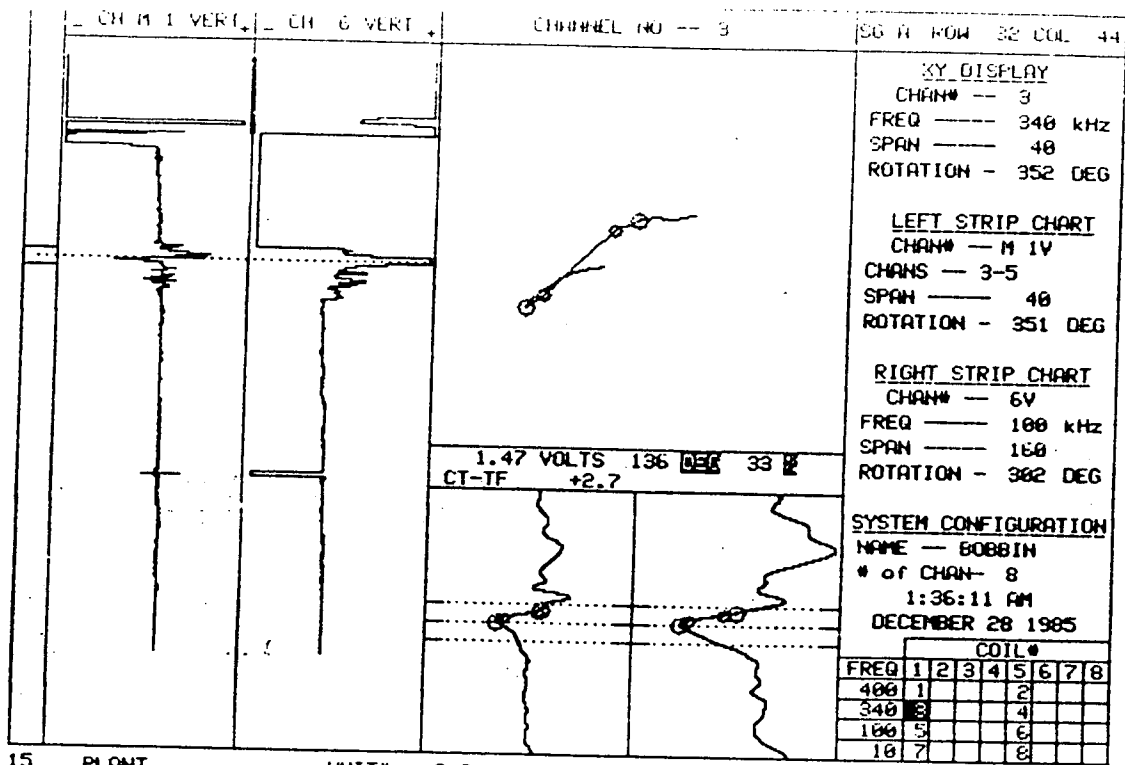 _ CH M 1 VERT + _ CH 6 VERT + CHANNEL NO -- 3 SG A ROW 32 COL 44
XY DISPLAY
CHAN# -- 3
FREQ ----- 340 kHz
SPAN ----- 40
ROTATION - 352 DEG
LEFT STRIP CHART
CHAN# -- M 1V
CHANS -- 3-5
SPAN ----- 40
ROTATION - 351 DEG
RIGHT STRIP CHART
CHAN# -- 6V
FREQ ----- 100 kHz
SPAN ----- 160
ROTATION - 302 DEG
1.47 VOLTS 136 DEG 33 %
CT-TF +2.7
SYSTEM CONFIGURATION
NAME -- BOBBIN
# of CHAN- 8
1:36:11 AM
DECEMBER 28 1985
COIL#
FREQ 1 2 3 4 5 6 7 8
400 1 2
340 3 4
100 5 6
10 7 8
15 PLANT